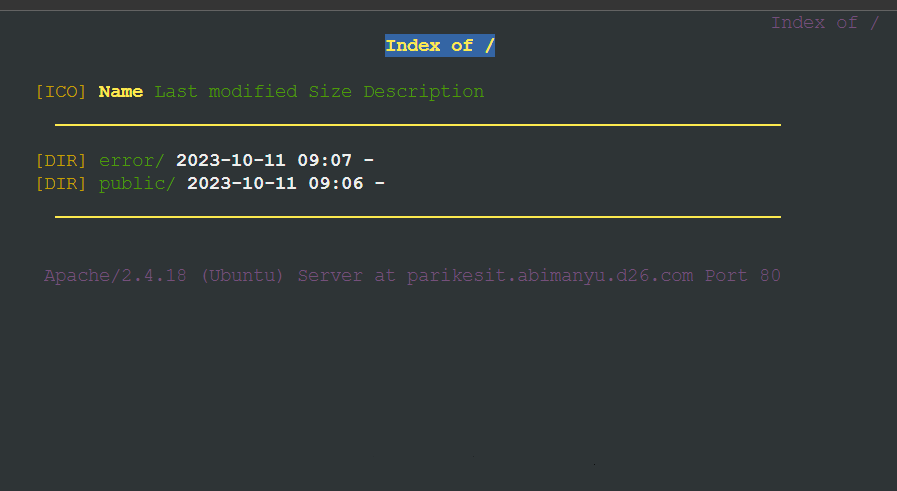 Index of /
Index of /
[ICO] Name Last modified Size Description
[DIR] error/ 2023-10-11 09:07 -
[DIR] public/ 2023-10-11 09:06 -
Apache/2.4.18 (Ubuntu) Server at parikesit.abimanyu.d26.com Port 80